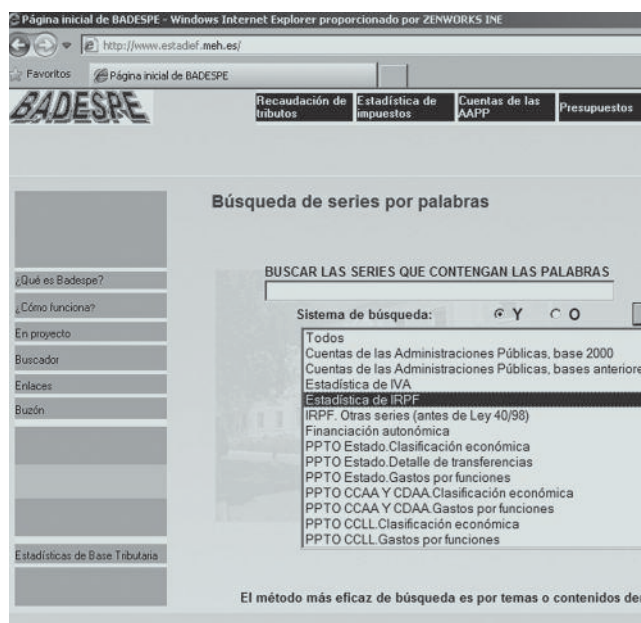 Página inicial de BADESPE - Windows Internet Explorer proporcionado por ZENWORKS INE
http://www.estadief.meh.es/
Favoritos Página inicial de BADESPE
BADESPE
Recaudación de tributos
Estadística de impuestos
Cuentas de las AAPP
Presupuestos
Búsqueda de series por palabras
¿Qué es Badespe?
¿Cómo funciona?
En proyecto
Buscador
Enlaces
Buzón
Estadísticas de Base Tributaria
BUSCAR LAS SERIES QUE CONTENGAN LAS PALABRAS
Sistema de búsqueda: Y O
Todos
Cuentas de las Administraciones Públicas, base 2000
Cuentas de las Administraciones Públicas, bases anteriore
Estadística de IVA
Estadística de IRPF
IRPF. Otras series (antes de Ley 40/98)
Financiación autonómica
PPTO Estado.Clasificación económica
PPTO Estado.Detalle de transferencias
PPTO Estado.Gastos por funciones
PPTO CCAA Y CDAA.Clasificación económica
PPTO CCAA Y CDAA.Gastos por funciones
PPTO CCLL.Clasificación económica
PPTO CCLL.Gastos por funciones
El método más eficaz de búsqueda es por temas o contenidos de